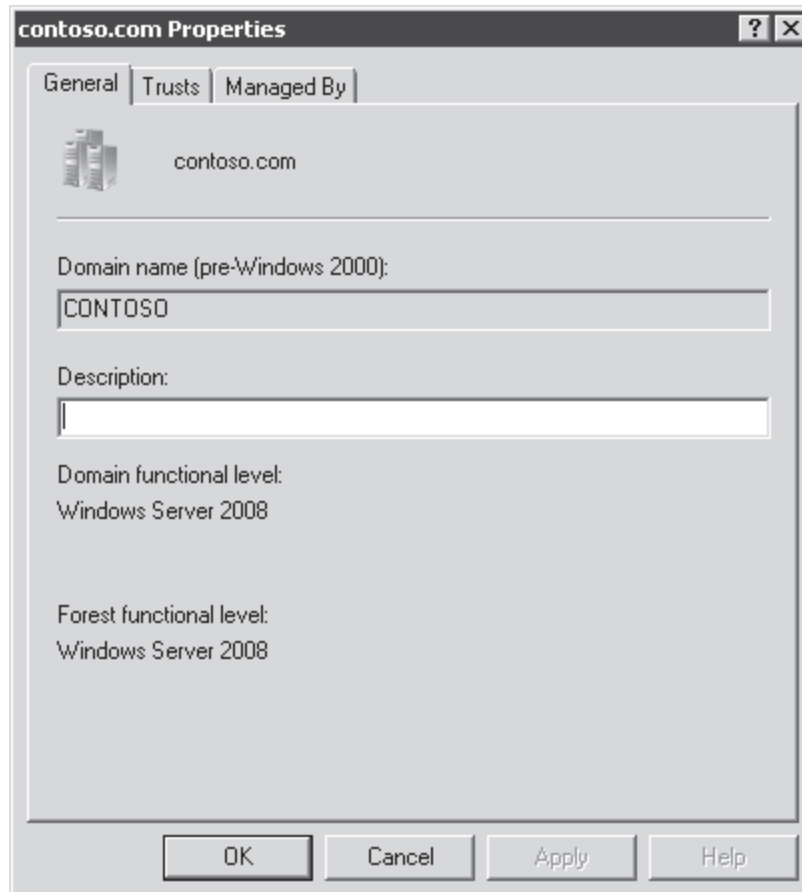 contoso.com Properties
?
General Trusts Managed By
contoso.com
Domain name (pre-Windows 2000):
CONTOSO
Description:
Domain functional level:
Windows Server 2008
Forest functional level:
Windows Server 2008
OK Cancel Apply Help